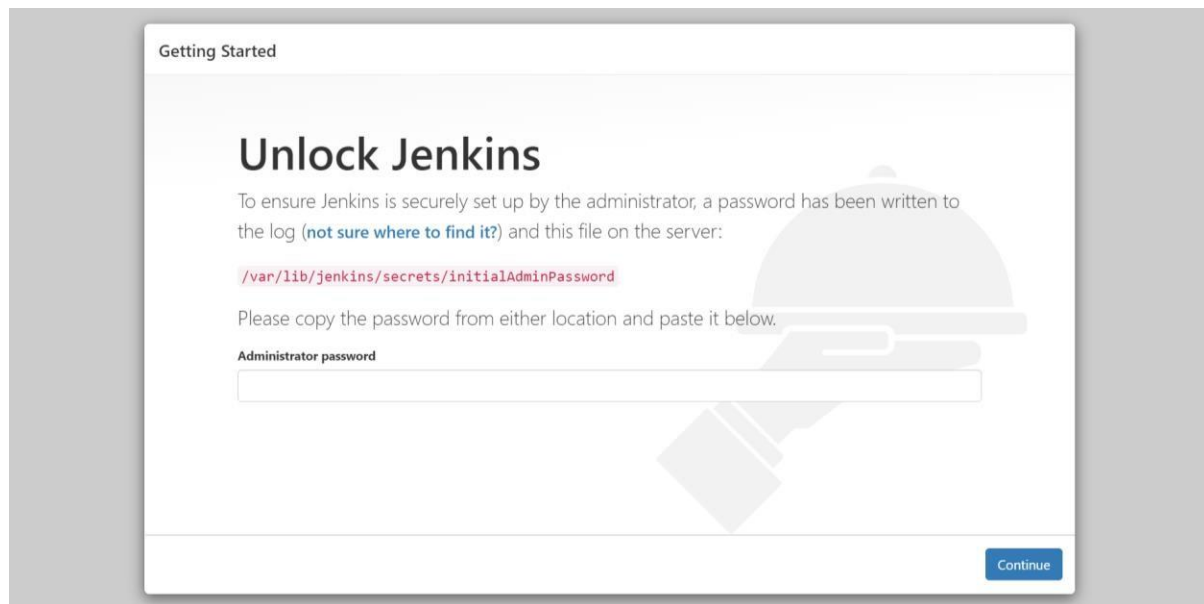 Getting Started
Unlock Jenkins
To ensure Jenkins is securely set up by the administrator, a password has been written to
the log (not sure where to find it?) and this file on the server:
/var/lib/jenkins/secrets/initialAdminPassword
Please copy the password from either location and paste it below.
Administrator password
Continue